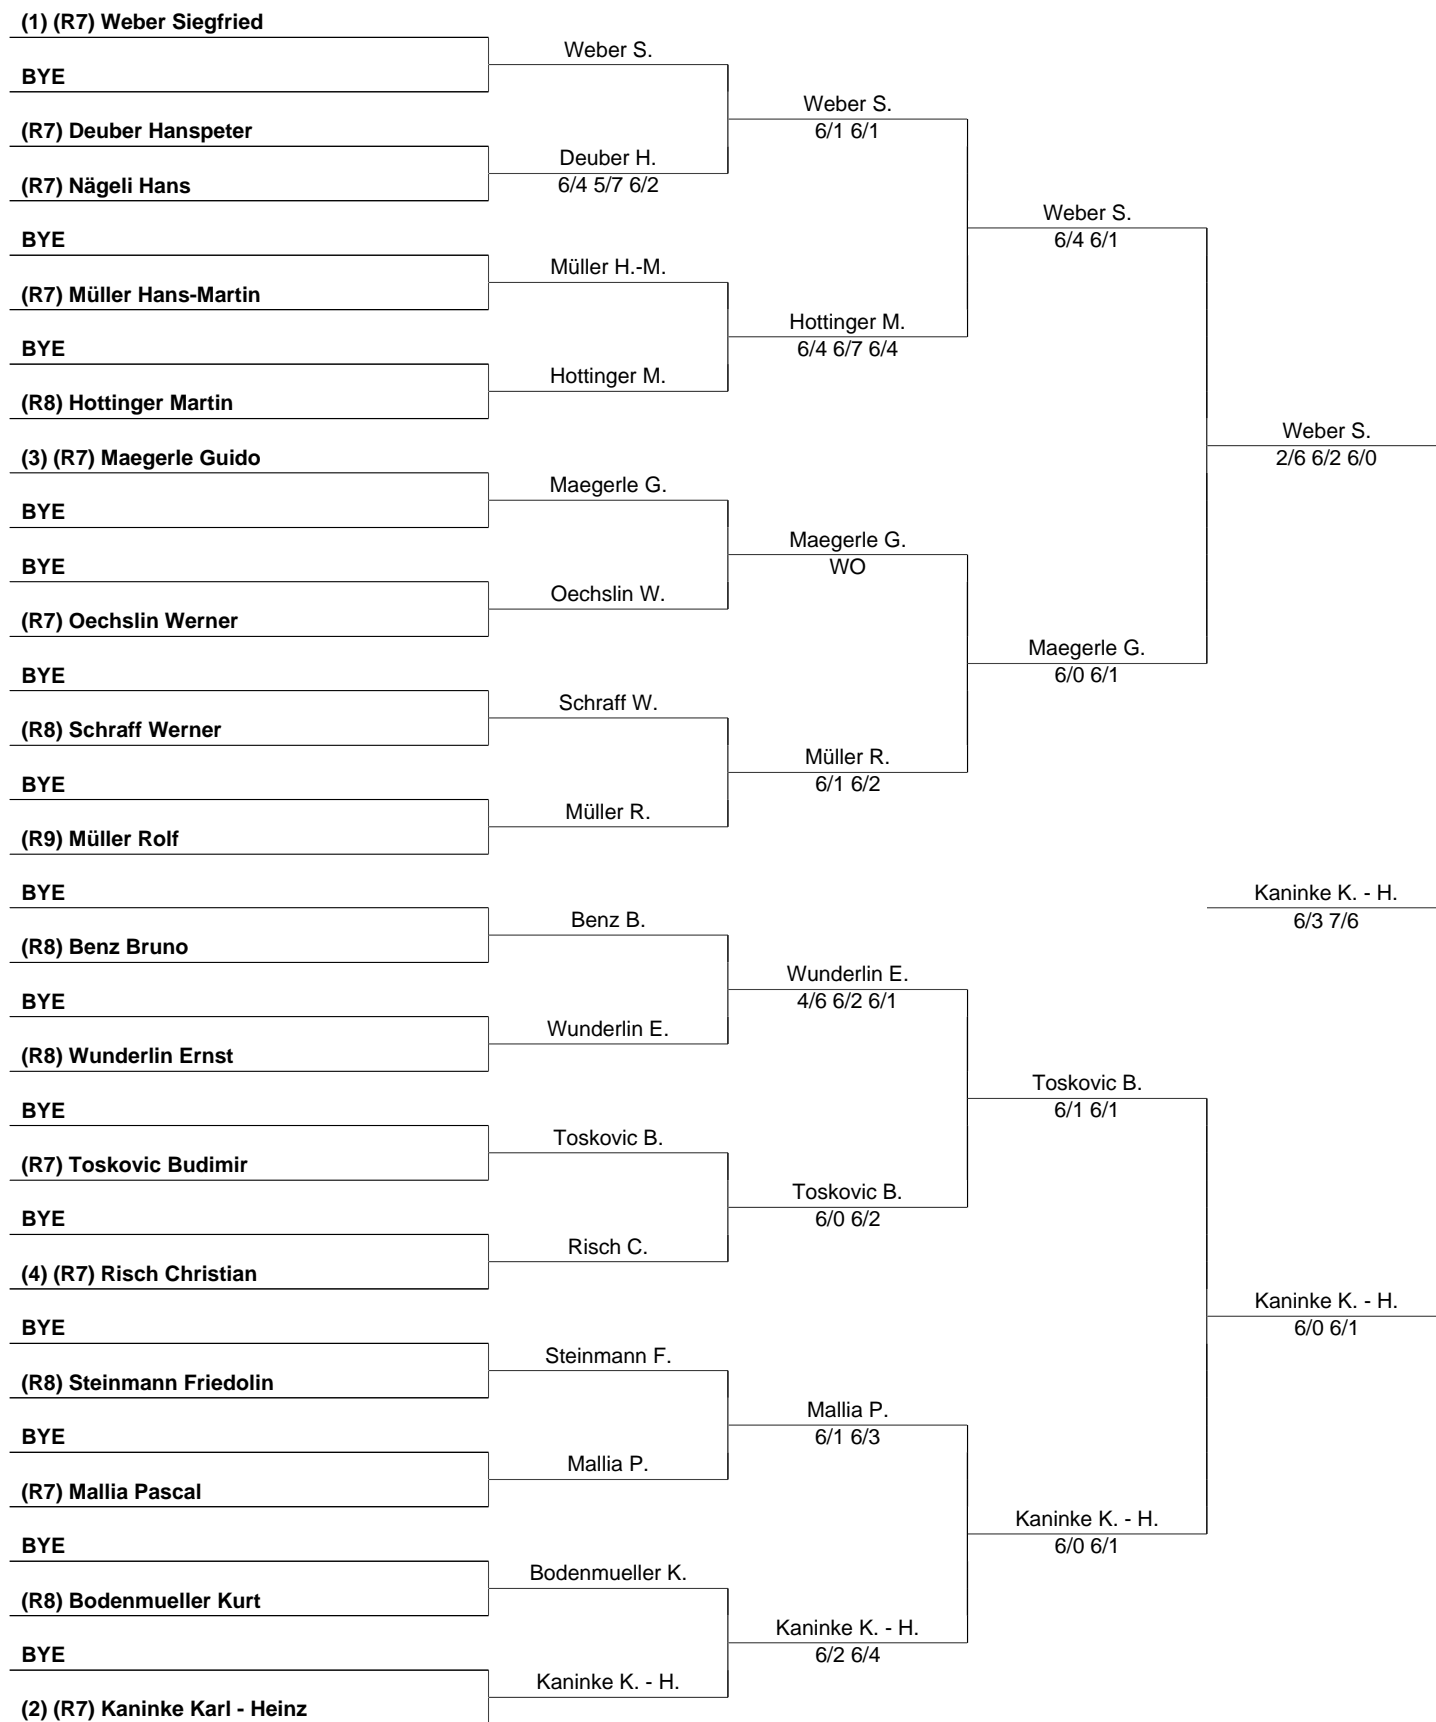 (1) (R7) Weber Siegfried
BYE
(R7) Deuber Hanspeter
(R7) Nägeli Hans
BYE
(R7) Müller Hans-Martin
BYE
(R8) Hottinger Martin
(3) (R7) Maegerle Guido
BYE
BYE
(R7) Oechslin Werner
BYE
(R8) Schraff Werner
BYE
(R9) Müller Rolf
BYE
(R8) Benz Bruno
BYE
(R8) Wunderlin Ernst
BYE
(R7) Toskovic Budimir
BYE
(4) (R7) Risch Christian
BYE
(R8) Steinmann Friedolin
BYE
(R7) Mallia Pascal
BYE
(R8) Bodenmueller Kurt
BYE
(2) (R7) Kaninke Karl - Heinz
Weber S.
Deuber H.
6/4 5/7 6/2
Müller H.-M.
Hottinger M.
Maegerle G.
Oechslin W.
Schraff W.
Müller R.
Benz B.
Wunderlin E.
Toskovic B.
Risch C.
Steinmann F.
Mallia P.
Bodenmueller K.
Kaninke K. - H.
Weber S.
6/1 6/1
Hottinger M.
6/4 6/7 6/4
Maegerle G.
WO
Müller R.
6/1 6/2
Wunderlin E.
4/6 6/2 6/1
Toskovic B.
6/0 6/2
Mallia P.
6/1 6/3
Kaninke K. - H.
6/2 6/4
Weber S.
6/4 6/1
Maegerle G.
6/0 6/1
Toskovic B.
6/1 6/1
Kaninke K. - H.
6/0 6/1
Weber S.
2/6 6/2 6/0
Kaninke K. - H.
6/3 7/6
Kaninke K. - H.
6/0 6/1